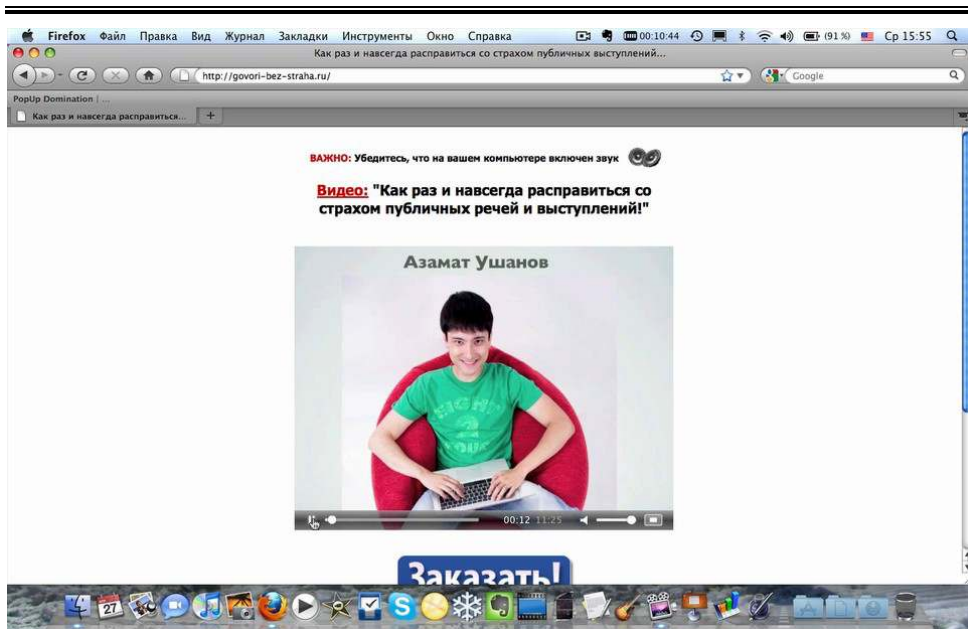 Firefox Файл Правка Вид Журнал Закладки Инструменты Окно Справка 00:10:44 (91 %) Ср 15:55
Как раз и навсегда расправиться со страхом публичных выступлений...
http://govori-bez-straha.ru/ Google
PopUp Domination | ...
Как раз и навсегда расправиться... +
ВАЖНО: Убедитесь, что на вашем компьютере включен звук
Видео: "Как раз и навсегда расправиться со
страхом публичных речей и выступлений!"
Азамат Ушанов
00:12 11:25
Заказать!
27